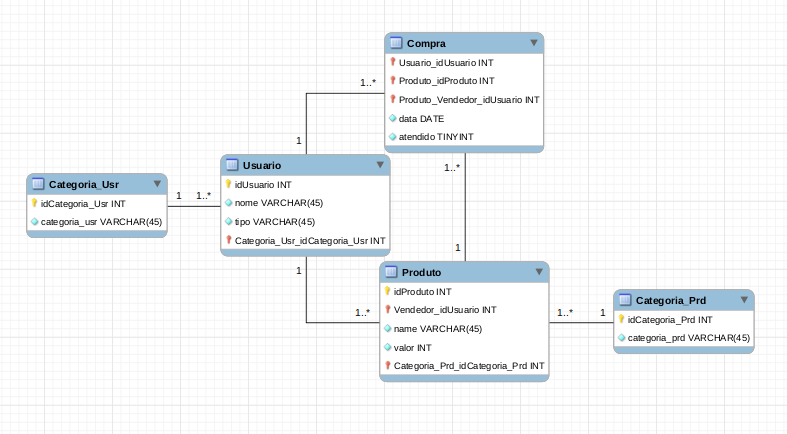 Compra
Usuario_idUsuario INT
Produto_idProduto INT
Produto_Vendedor_idUsuario INT
data DATE
atendido TINYINT
1..*
1
1..*
1
Usuario
idUsuario INT
nome VARCHAR(45)
tipo VARCHAR(45)
Categoria_Usr_idCategoria_Usr INT
Categoria_Usr
idCategoria_Usr INT
categoria_usr VARCHAR(45)
1
1..*
1
1..*
Produto
idProduto INT
Vendedor_idUsuario INT
name VARCHAR(45)
valor INT
Categoria_Prd_idCategoria_Prd INT
1..*
1
Categoria_Prd
idCategoria_Prd INT
categoria_prd VARCHAR(45)